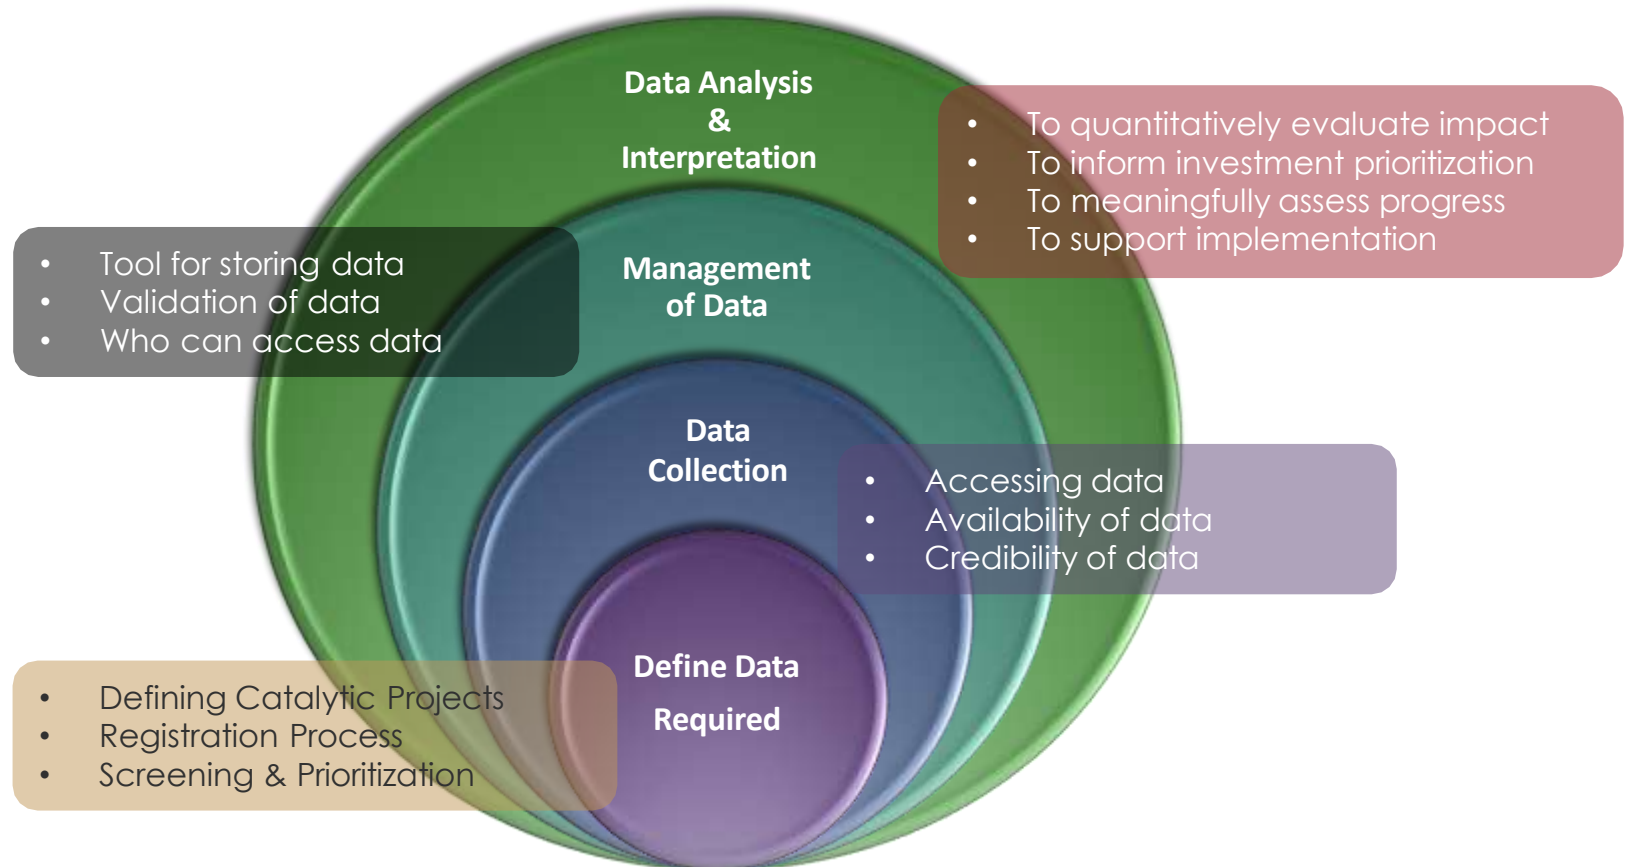 Data Analysis
&
Interpretation
• To quantitatively evaluate impact
• To inform investment prioritization
• To meaningfully assess progress
• To support implementation
• Tool for storing data
• Validation of data
• Who can access data
Management
of Data
Data
Collection
• Accessing data
• Availability of data
• Credibility of data
Define Data
Required
• Defining Catalytic Projects
• Registration Process
• Screening & Prioritization